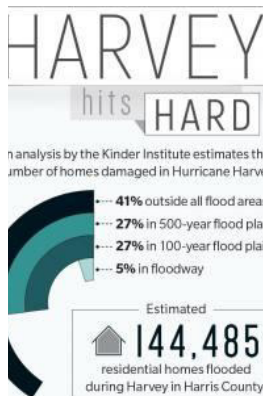 HARVEY
hits
HARD
n analysis by the Kinder Institute estimates th
umber of homes damaged in Hurricane Harve
41% outside all flood area
27% in 500-year flood pla
27% in 100-year flood plai
5% in floodway
Estimated
144,485
residential homes flooded
during Harvey in Harris County